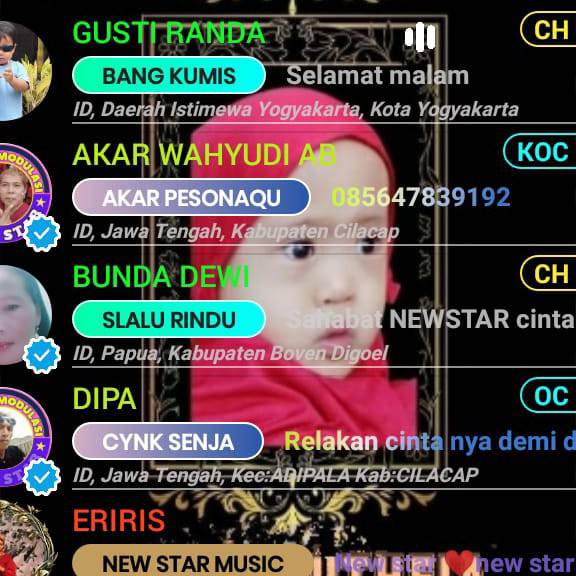 GUSTI RANDA
CH
BANG KUMIS Selamat malam
ID, Daerah Istimewa Yogyakarta, Kota Yogyakarta
AKAR WAHYUDI AB
KOC
AKAR PESONAQU 085647839192
ID, Jawa Tengah, Kabupaten Cilacap
BUNDA DEWI
CH
SLALU RINDU Sahabat NEWSTAR cinta
ID, Papua, Kabupaten Boven Digoel
MODULASI
DIPA
OC
CYNK SENJA Relakan cinta nya demi d
ID, Jawa Tengah, Kec:ADIPALA Kab:CILACAP
ERIRIS
NEW STAR MUSIC New star ❤️new star